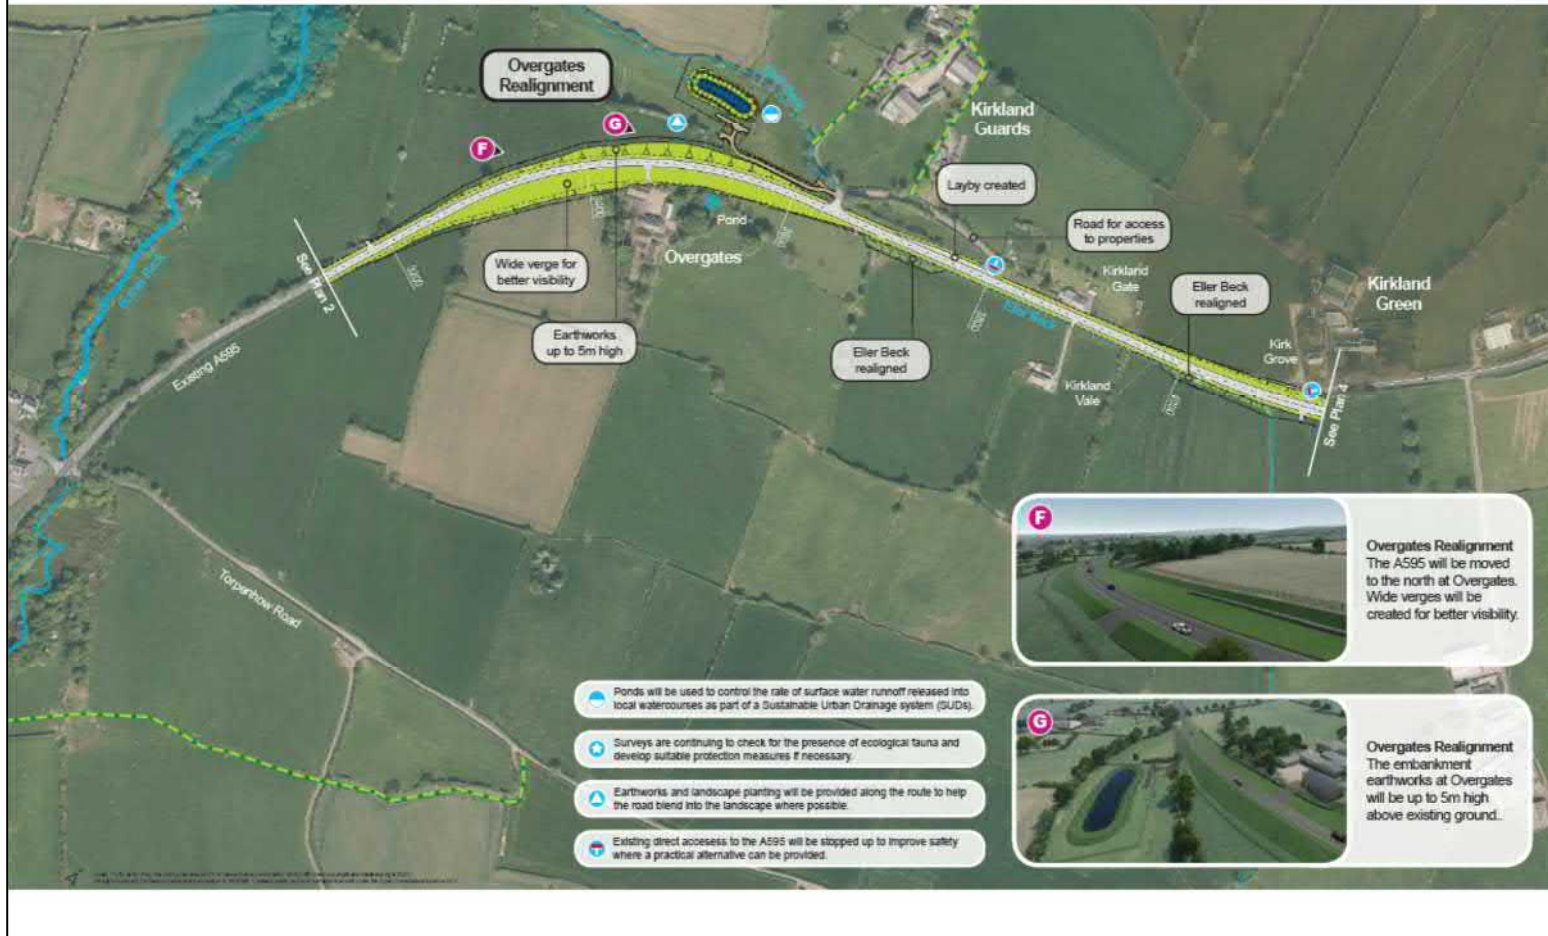 Overgates
Realignment
G
F
Kirkland
Guards
Layby created
Road for access
to properties
Pond
Overgates
Wide verge for
better visibility
See Plan 2
Kirkland
Gate
Eller Beck
realigned
Kirkland
Green
Eller Beck
Earthworks
up to 5m high
Eller Beck
realigned
Kirk
Grove
Existing A595
Kirkland
Vale
See Plan 4
Torpenhow Road
F
Overgates Realignment
The A595 will be moved
to the north at Overgates.
Wide verges will be
created for better visibility.
Ponds will be used to control the rate of surface water runoff released into
local watercourses as part of a Sustainable Urban Drainage system (SUDs).
Surveys are continuing to check for the presence of ecological fauna and
develop suitable protection measures if necessary.
Earthworks and landscape planting will be provided along the route to help
the road blend into the landscape where possible.
Existing direct accesess to the A595 will be stopped up to improve safety
where a practical alternative can be provided.
G
Overgates Realignment
The embankment
earthworks at Overgates
will be up to 5m high
above existing ground..